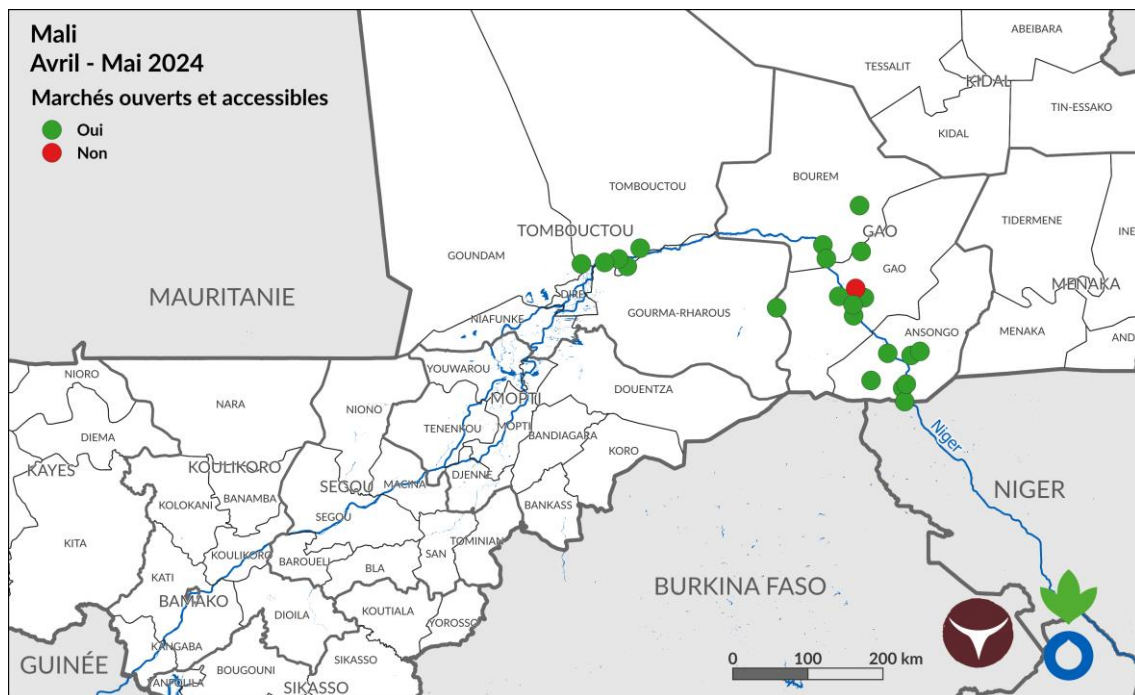 Mali
Avril - Mai 2024
Marchés ouverts et accessibles
Oui
Non
ABEIBARA
TESSALIT
KIDAL
TIN-ESSAKO
KIDAL
TOMBOUCTOU
BOUREM
TIDERMENE
TOMBOUCTOU
GAO
GOUNDAM
GAO
MAURITANIE
MENAKA
DIRE
GOURMA-RHAROUS
NIAFUNKE
ANSONGO
MENAKA
AND
YOUWAROU
NIORO
DOUENTZA
NARA
NIONO
MOPTI
TENENKOU
MOPTI
DIEMA
BANDIAGARA
Niger
KORO
KAYES
KOULIKORO
SEGOU
MACINA
DJENNE
NIGER
BANAMBA
KOLOKANI
BANKASS
SEGOU
KITA
TOMINIAN
KOULIKORO
SAN
BAROUELI
BLA
KATI
BURKINA FASO
BAMAKO
DIOILA
KOUTIALA
YOROSSO
KANGABA
GUINÉE
SIKASSO
BOUGOUNI
SIKASSO
0 100 200 km